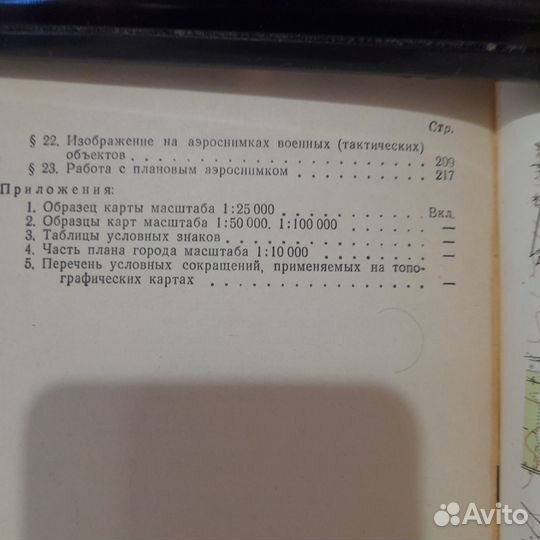 Стр.
§ 22. Изображение на аэроснимках военных (тактических)
объектов . . . . . . . . . . . . . . . . . . . 209
§ 23. Работа с плановым аэроснимком . . . . . . . . . . 217
Приложения:
1. Образец карты масштаба 1:25 000 . . . . . . . . . Вкл.
2. Образцы карт масштаба 1:50 000, 1:100 000 . . . . . . —
3. Таблицы условных знаков . . . . . . . . . . . . . —
4. Часть плана города масштаба 1:10 000 . . . . . . . . —
5. Перечень условных сокращений, применяемых на топо-
графических картах . . . . . . . . . . . . . . —
Avito